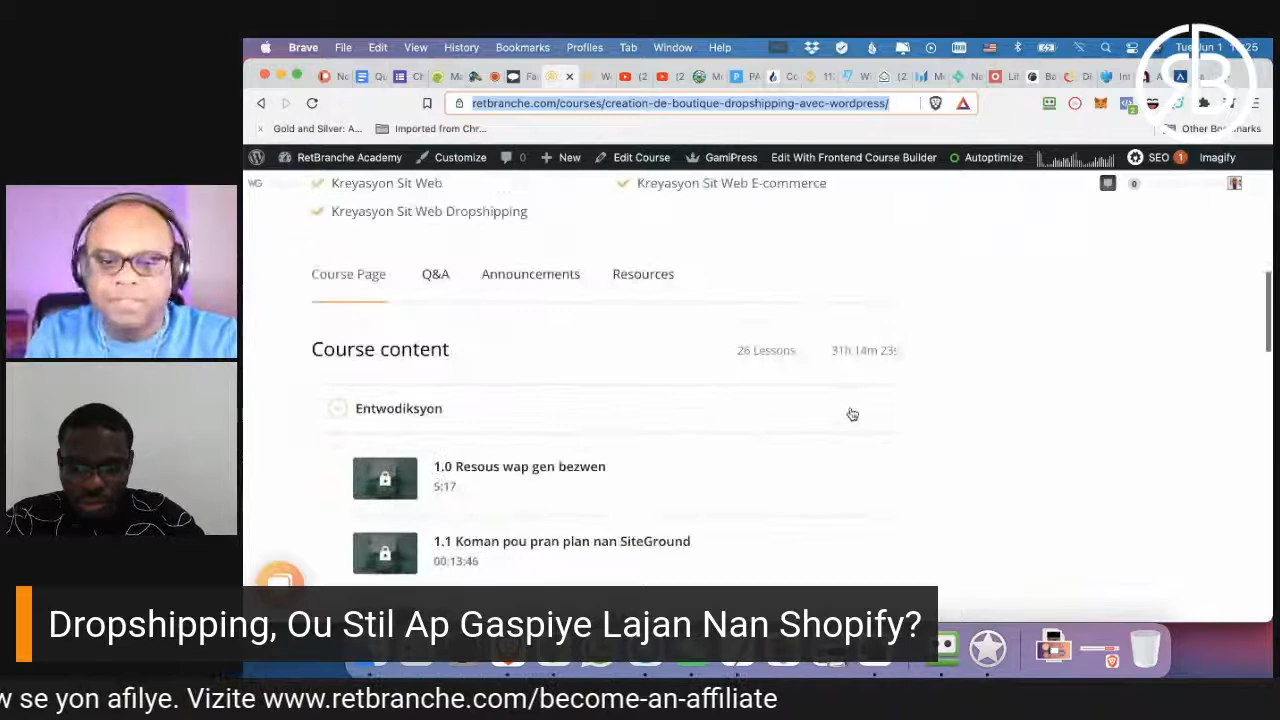 Brave File Edit View History Bookmarks Profiles Tab Window Help Tue Jun 1
retbranche.com/courses/creation-de-boutique-dropshipping-avec-wordpress/
Gold and Silver: A... Imported from Chr... Other Bookmarks
RetBranche Academy Customize 0 New Edit Course GamiPress Edit With Frontend Course Builder Autoptimize SEO 1 Imagify
WG Kreyasyon Sit Web Kreyasyon Sit Web E-commerce 0
Kreyasyon Sit Web Dropshipping
Course Page Q&A Announcements Resources
Course content 26 Lessons 31h 14m 23s
Entwodiksyon
1.0 Resous wap gen bezwen
5:17
1.1 Koman pou pran plan nan SiteGround
00:13:46
Dropshipping, Ou Stil Ap Gaspiye Lajan Nan Shopify?
se yon afilye. Vizite www.retbranche.com/become-an-affiliate